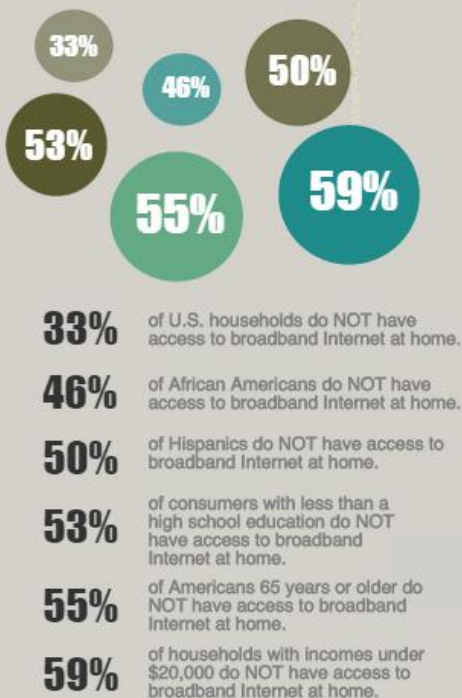 33%
46%
50%
53%
55%
59%
33%
of U.S. households do NOT have
access to broadband Internet at home.
46%
of African Americans do NOT have
access to broadband Internet at home.
50%
of Hispanics do NOT have access to
broadband Internet at home.
53%
of consumers with less than a
high school education do NOT
have access to broadband
Internet at home.
55%
of Americans 65 years or older do
NOT have access to broadband
Internet at home.
59%
of households with incomes under
$20,000 do NOT have access to
broadband Internet at home.